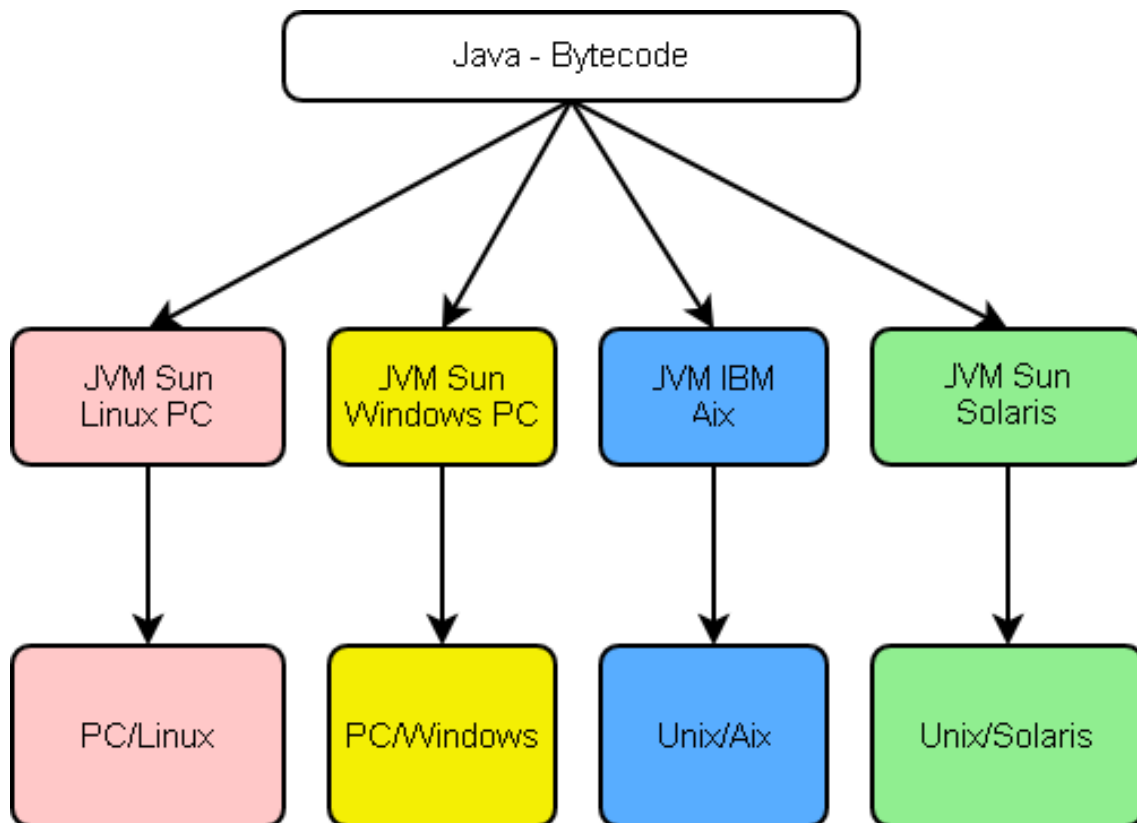 Java - Bytecode
JVM Sun
Linux PC
JVM Sun
Windows PC
JVM IBM
Aix
JVM Sun
Solaris
PC/Linux
PC/Windows
Unix/Aix
Unix/Solaris